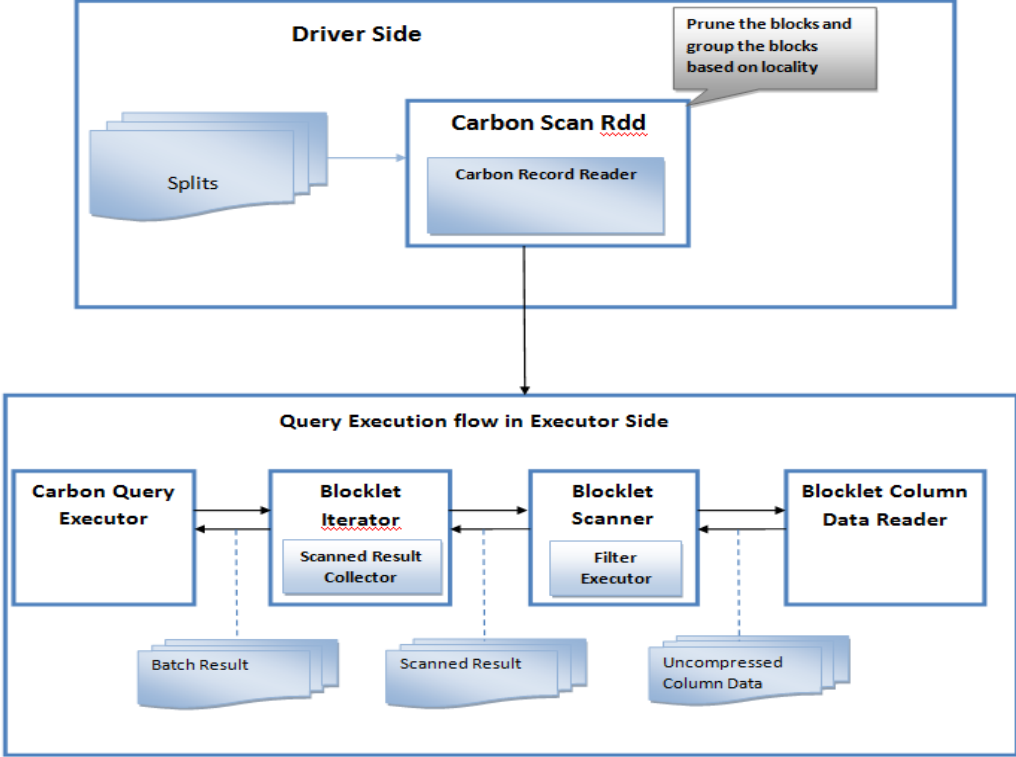 Driver Side
Prune the blocks and
group the blocks
based on locality
Splits
Carbon Scan Rdd
Carbon Record Reader
Query Execution flow in Executor Side
Carbon Query
Executor
Blocklet
Iterator
Scanned Result
Collector
Blocklet
Scanner
Filter
Executor
Blocklet Column
Data Reader
Batch Result
Scanned Result
Uncompressed
Column Data